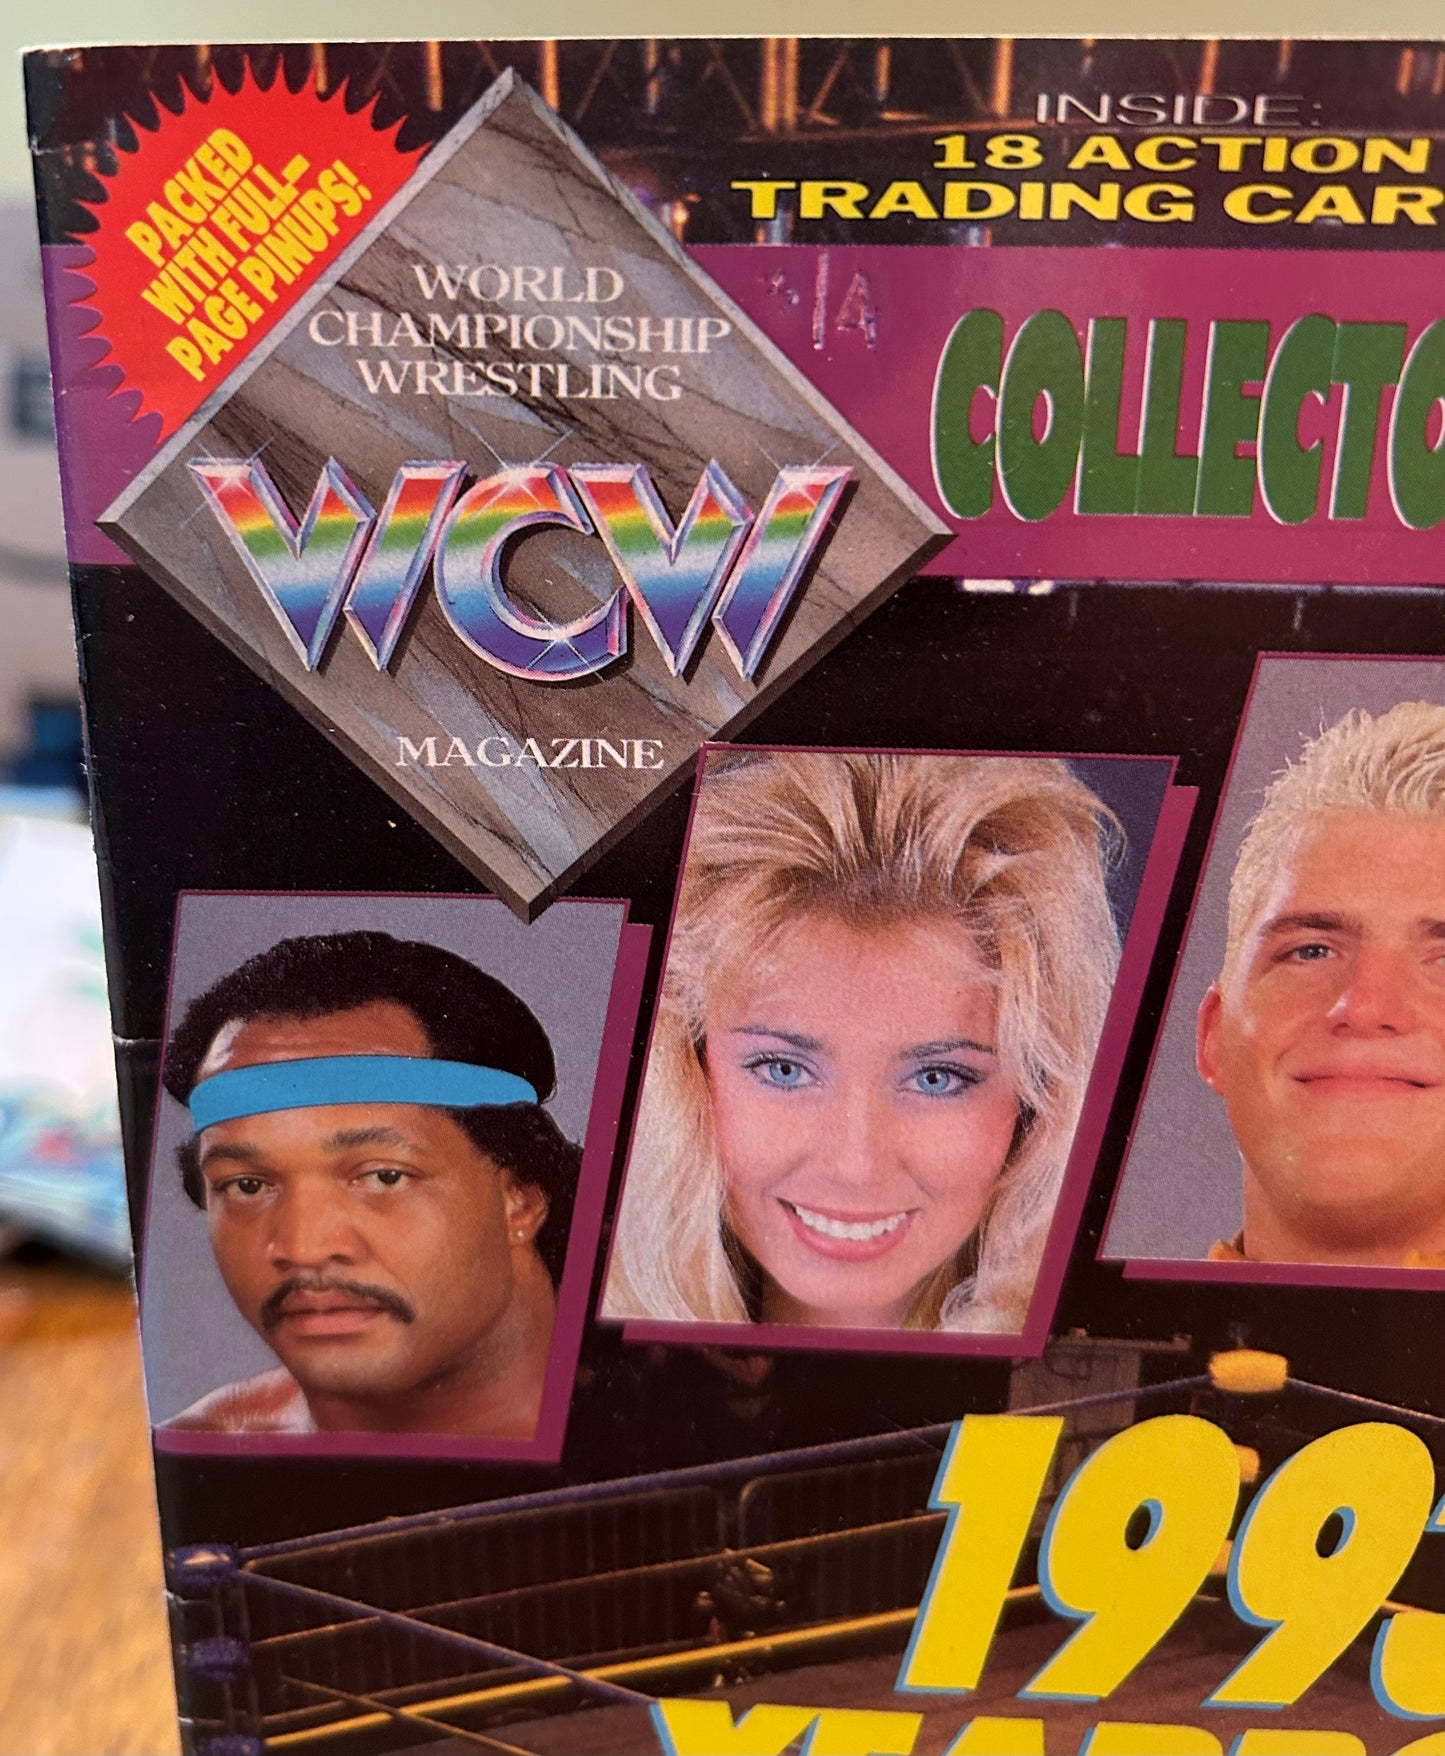 PACKED
WITH FULL-
PAGE PINUPS!
WORLD
CHAMPIONSHIP
WRESTLING
WCW
MAGAZINE
INSIDE:
18 ACTION
TRADING CAR
COLLECTO
199